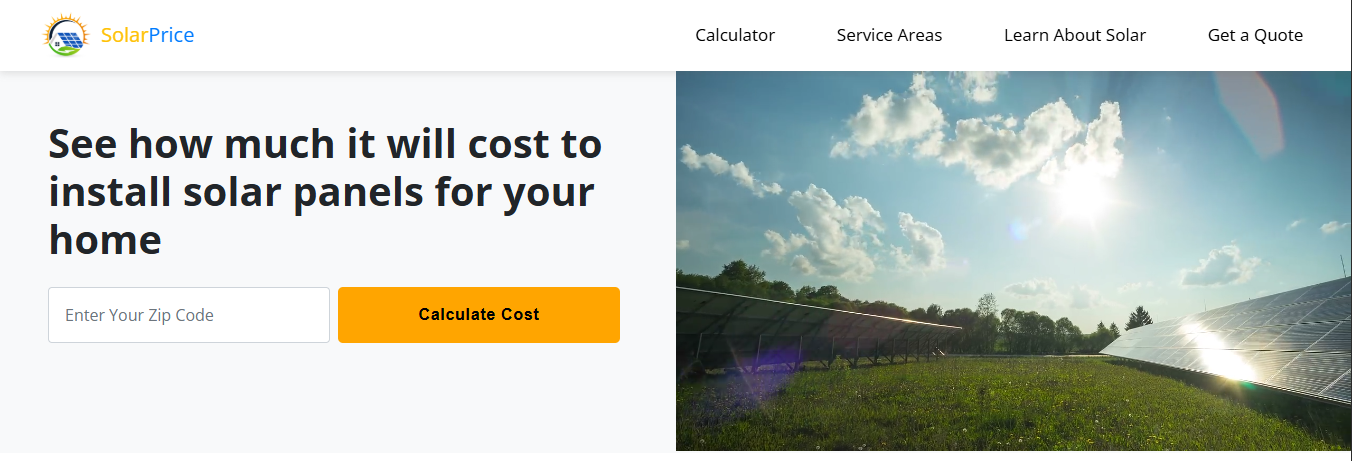 SolarPrice
Calculator
Service Areas
Learn About Solar
Get a Quote
See how much it will cost to
install solar panels for your
home
Enter Your Zip Code
Calculate Cost